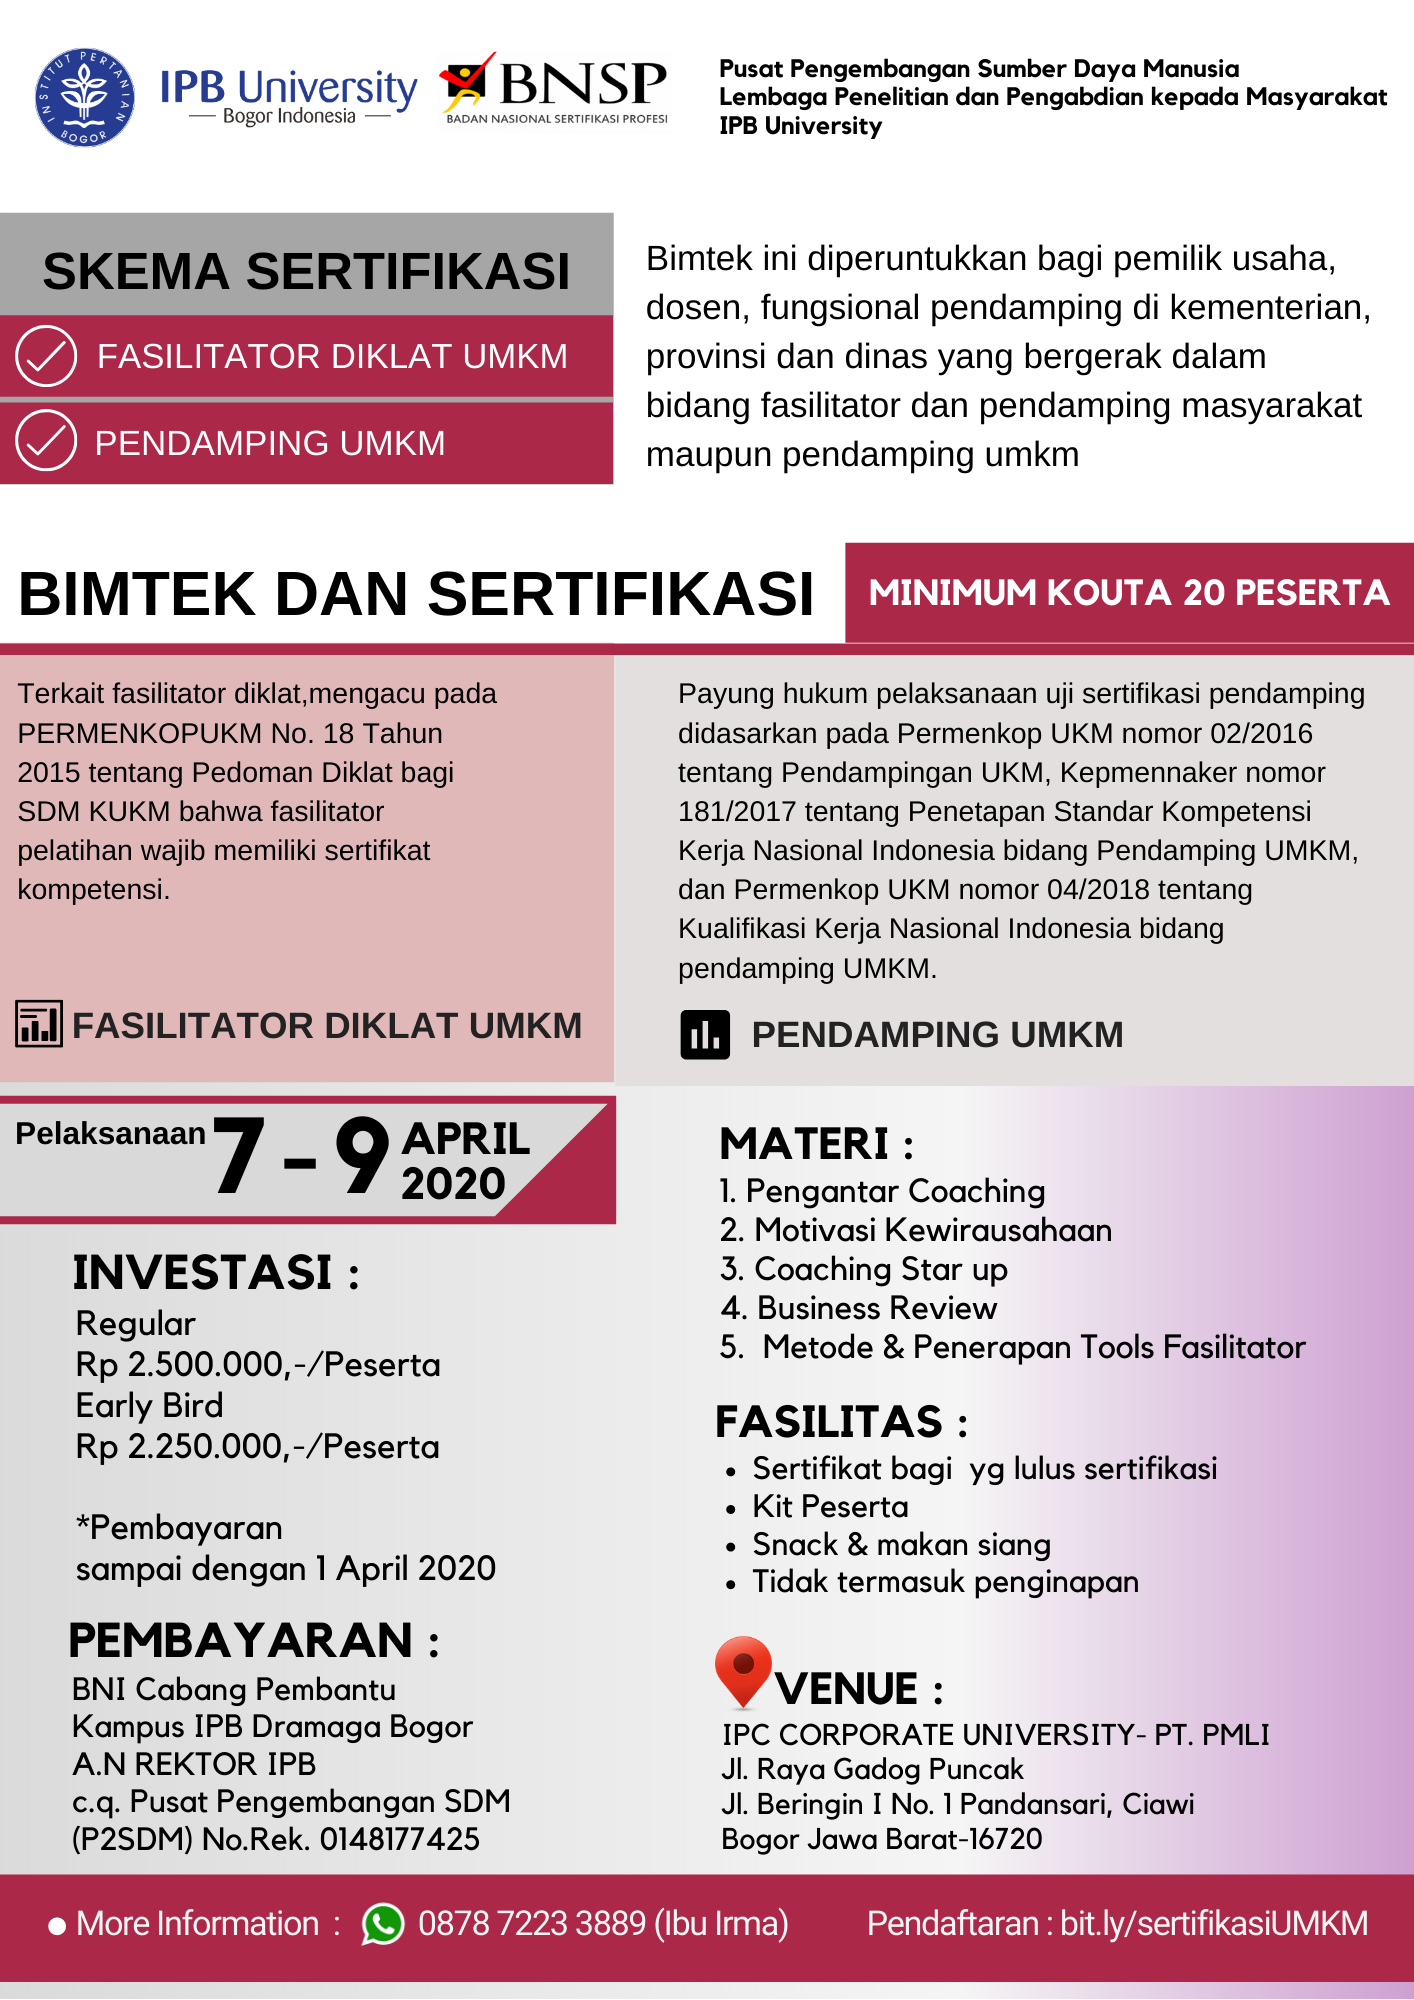 INSTITUT PERTANIAN
BOGOR
IPB University
Bogor Indonesia
BNSP
BADAN NASIONAL SERTIFIKASI PROFESI
Pusat Pengembangan Sumber Daya Manusia
Lembaga Penelitian dan Pengabdian kepada Masyarakat
IPB University
SKEMA SERTIFIKASI
FASILITATOR DIKLAT UMKM
PENDAMPING UMKM
Bimtek ini diperuntukkan bagi pemilik usaha,
dosen, fungsional pendamping di kementerian,
provinsi dan dinas yang bergerak dalam
bidang fasilitator dan pendamping masyarakat
maupun pendamping umkm
BIMTEK DAN SERTIFIKASI
MINIMUM KOUTA 20 PESERTA
Terkait fasilitator diklat,mengacu pada
PERMENKOPUKM No. 18 Tahun
2015 tentang Pedoman Diklat bagi
SDM KUKM bahwa fasilitator
pelatihan wajib memiliki sertifikat
kompetensi.
FASILITATOR DIKLAT UMKM
Payung hukum pelaksanaan uji sertifikasi pendamping
didasarkan pada Permenkop UKM nomor 02/2016
tentang Pendampingan UKM, Kepmennaker nomor
181/2017 tentang Penetapan Standar Kompetensi
Kerja Nasional Indonesia bidang Pendamping UMKM,
dan Permenkop UKM nomor 04/2018 tentang
Kualifikasi Kerja Nasional Indonesia bidang
pendamping UMKM.
PENDAMPING UMKM
Pelaksanaan 7 - 9 APRIL
2020
INVESTASI :
Regular
Rp 2.500.000,-/Peserta
Early Bird
Rp 2.250.000,-/Peserta
*Pembayaran
sampai dengan 1 April 2020
PEMBAYARAN :
BNI Cabang Pembantu
Kampus IPB Dramaga Bogor
A.N REKTOR IPB
c.q. Pusat Pengembangan SDM
(P2SDM) No.Rek. 0148177425
MATERI :
1. Pengantar Coaching
2. Motivasi Kewirausahaan
3. Coaching Star up
4. Business Review
5. Metode & Penerapan Tools Fasilitator
FASILITAS :
• Sertifikat bagi yg lulus sertifikasi
• Kit Peserta
• Snack & makan siang
• Tidak termasuk penginapan
VENUE :
IPC CORPORATE UNIVERSITY- PT. PMLI
Jl. Raya Gadog Puncak
Jl. Beringin I No. 1 Pandansari, Ciawi
Bogor Jawa Barat-16720
• More Information : 0878 7223 3889 (Ibu Irma)
Pendaftaran : bit.ly/sertifikasiUMKM